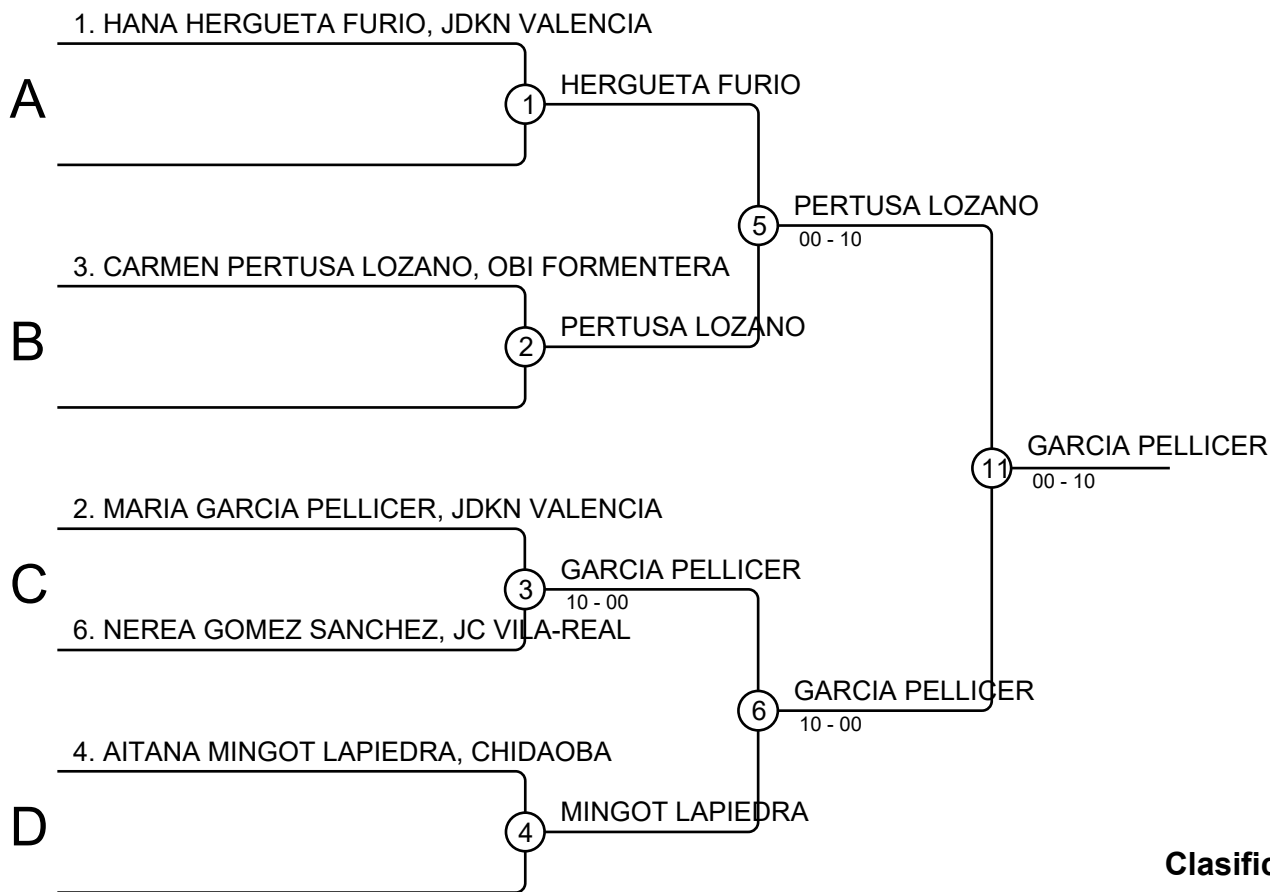 1. HANA HERGUETA FURIO, JDKN VALENCIA
A
1
HERGUETA FURIO
5
PERTUSA LOZANO
00 - 10
3. CARMEN PERTUSA LOZANO, OBI FORMENTERA
B
2
PERTUSA LOZANO
11
GARCIA PELLICER
00 - 10
2. MARIA GARCIA PELLICER, JDKN VALENCIA
C
3
GARCIA PELLICER
10 - 00
6. NEREA GOMEZ SANCHEZ, JC VILA-REAL
6
GARCIA PELLICER
10 - 00
4. AITANA MINGOT LAPIEDRA, CHIDAOBA
D
4
MINGOT LAPIEDRA